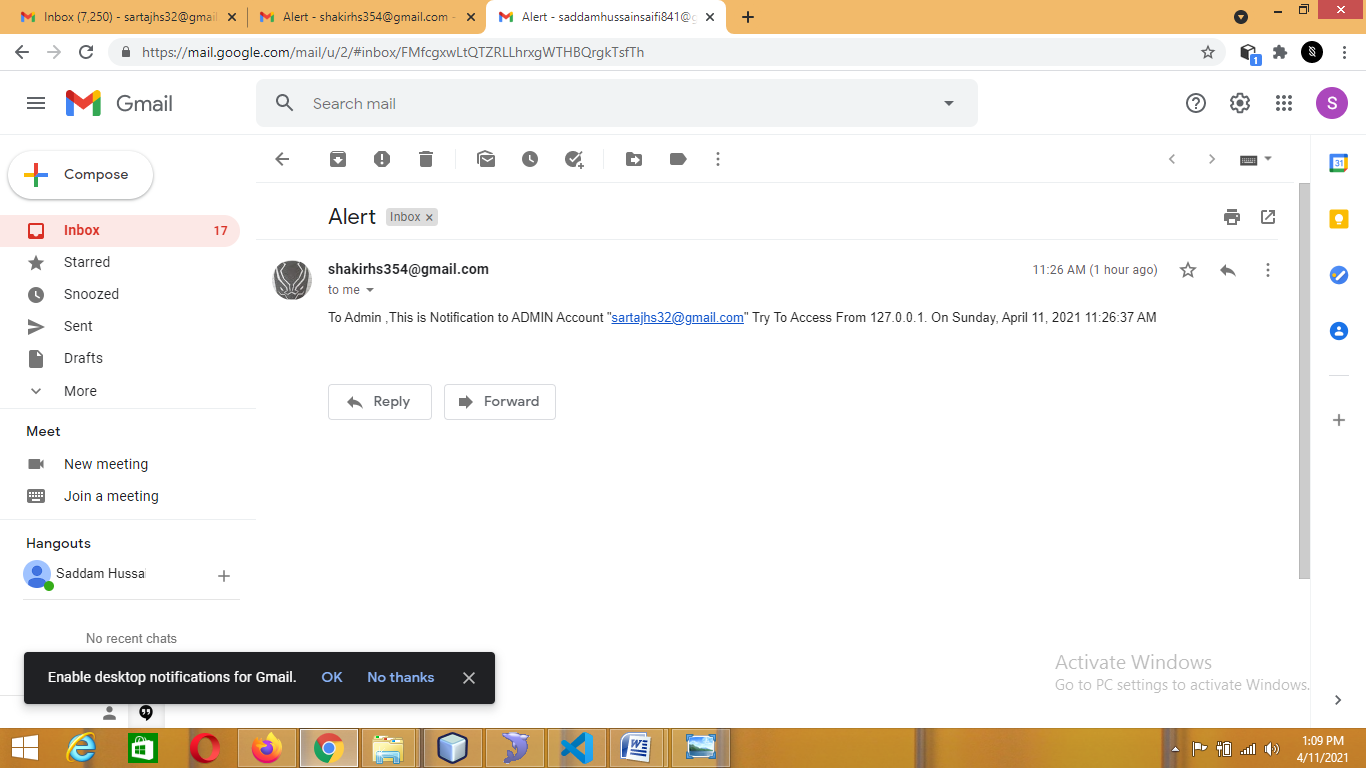 Inbox (7,250) - sartajhs32@gmail
Alert - shakirhs354@gmail.com -
Alert - saddamhussainsaifi841@g
https://mail.google.com/mail/u/2/#inbox/FMfcgxwLtQTZRLLhrxgWTHBQrgkTsfTh
1
Gmail
Search mail
S
Compose
31
Alert
Inbox ×
Inbox 17
Starred
shakirhs354@gmail.com
11:26 AM (1 hour ago)
to me
Snoozed
To Admin ,This is Notification to ADMIN Account "sartajhs32@gmail.com" Try To Access From 127.0.0.1. On Sunday, April 11, 2021 11:26:37 AM
Sent
Drafts
More
Reply
Forward
Meet
New meeting
Join a meeting
Hangouts
Saddam Hussai
No recent chats
Enable desktop notifications for Gmail.
OK
No thanks
Activate Windows
Go to PC settings to activate Windows.
1:09 PM
4/11/2021